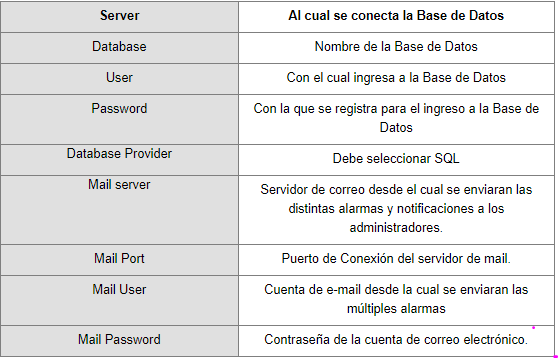 Server
Al cual se conecta la Base de Datos
Database
Nombre de la Base de Datos
User
Con el cual ingresa a la Base de Datos
Password
Con la que se registra para el ingreso a la Base de
Datos
Database Provider
Debe seleccionar SQL
Mail server
Servidor de correo desde el cual se enviaran las
distintas alarmas y notificaciones a los
administradores.
Mail Port
Puerto de Conexión del servidor de mail.
Mail User
Cuenta de e-mail desde la cual se enviaran las
múltiples alarmas
Mail Password
Contraseña de la cuenta de correo electrónico.